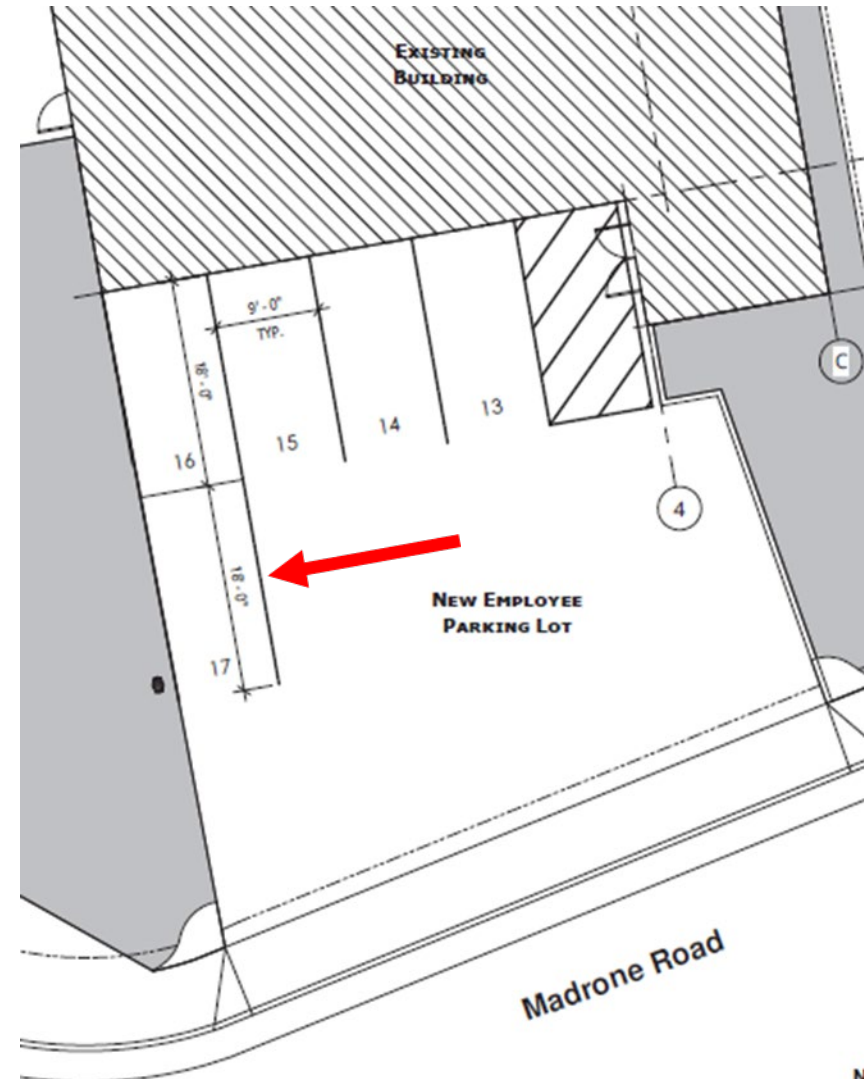 EXISTING
BUILDING
C
9'-0"
TYP.
18'-0"
13
14
15
16
4
18'-0"
NEW EMPLOYEE
PARKING LOT
17
Madrone Road